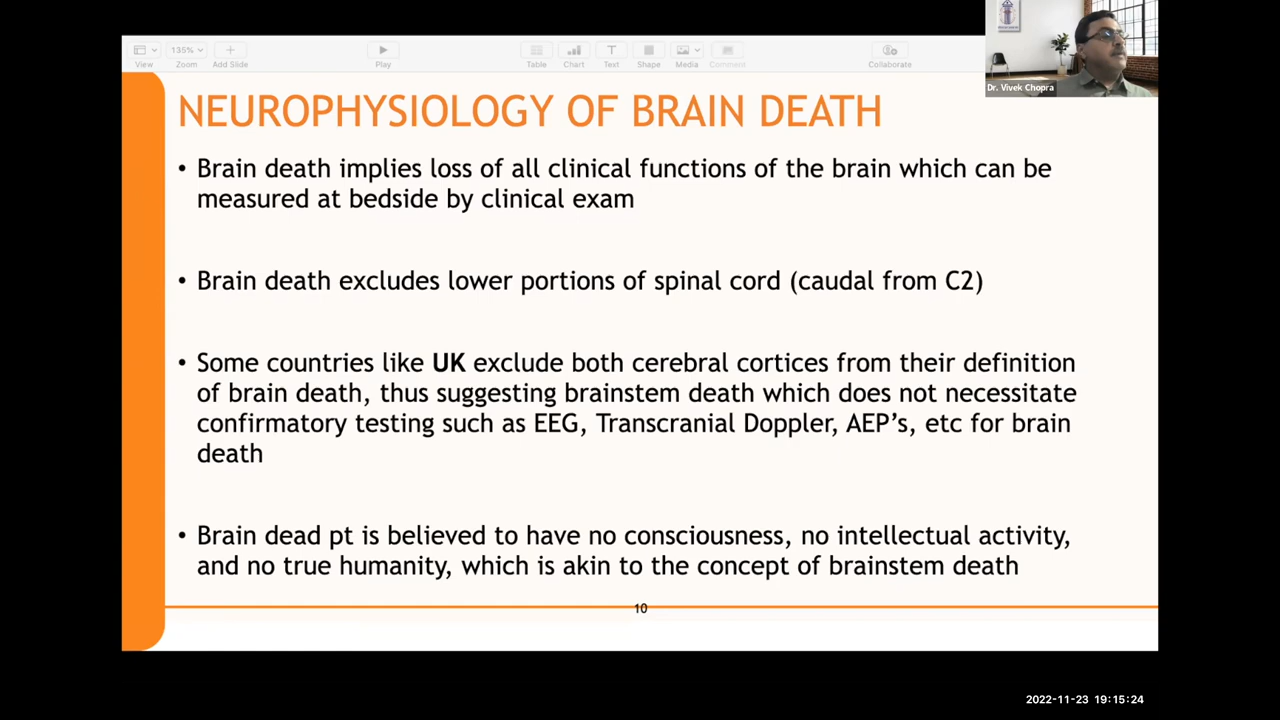 View
135%
Zoom
Add Slide
Play
Table
Chart
Text
Shape
Media
Comment
Collaborate
Dr. Vivek Chopra
NEUROPHYSIOLOGY OF BRAIN DEATH
• Brain death implies loss of all clinical functions of the brain which can be
measured at bedside by clinical exam
• Brain death excludes lower portions of spinal cord (caudal from C2)
• Some countries like UK exclude both cerebral cortices from their definition
of brain death, thus suggesting brainstem death which does not necessitate
confirmatory testing such as EEG, Transcranial Doppler, AEP’s, etc for brain
death
• Brain dead pt is believed to have no consciousness, no intellectual activity,
and no true humanity, which is akin to the concept of brainstem death
10
2022-11-23 19:15:24